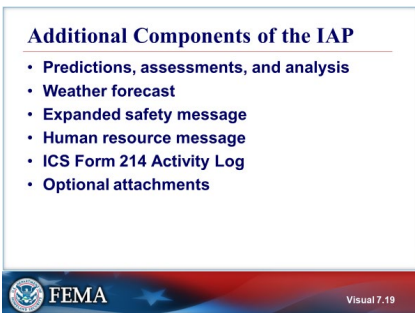 Additional Components of the IAP
• Predictions, assessments, and analysis
• Weather forecast
• Expanded safety message
• Human resource message
• ICS Form 214 Activity Log
• Optional attachments
FEMA
Visual 7.19